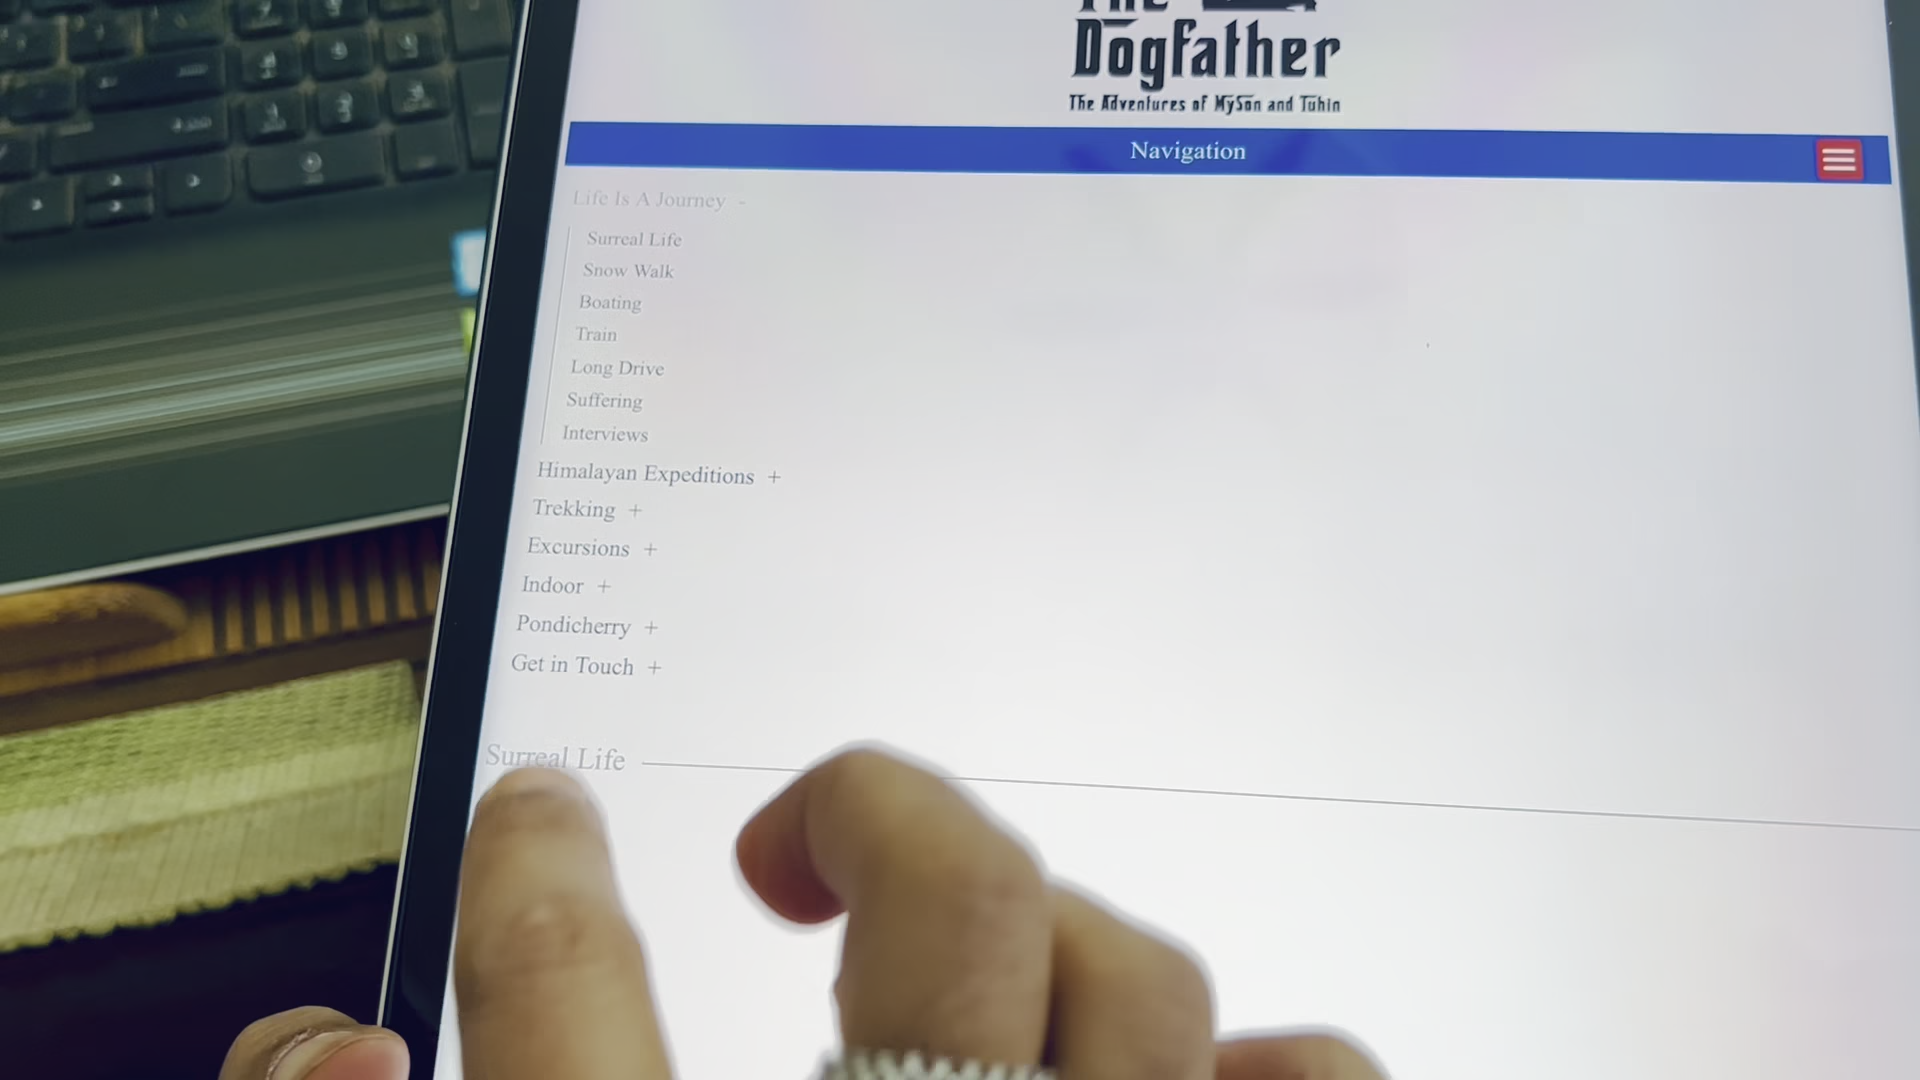 The
Dogfather
The Adventures of MySon and Tuhin
Navigation
Life Is A Journey -
Surreal Life
Snow Walk
Boating
Train
Long Drive
Suffering
Interviews
Himalayan Expeditions +
Trekking +
Excursions +
Indoor +
Pondicherry +
Get in Touch +
Surreal Life